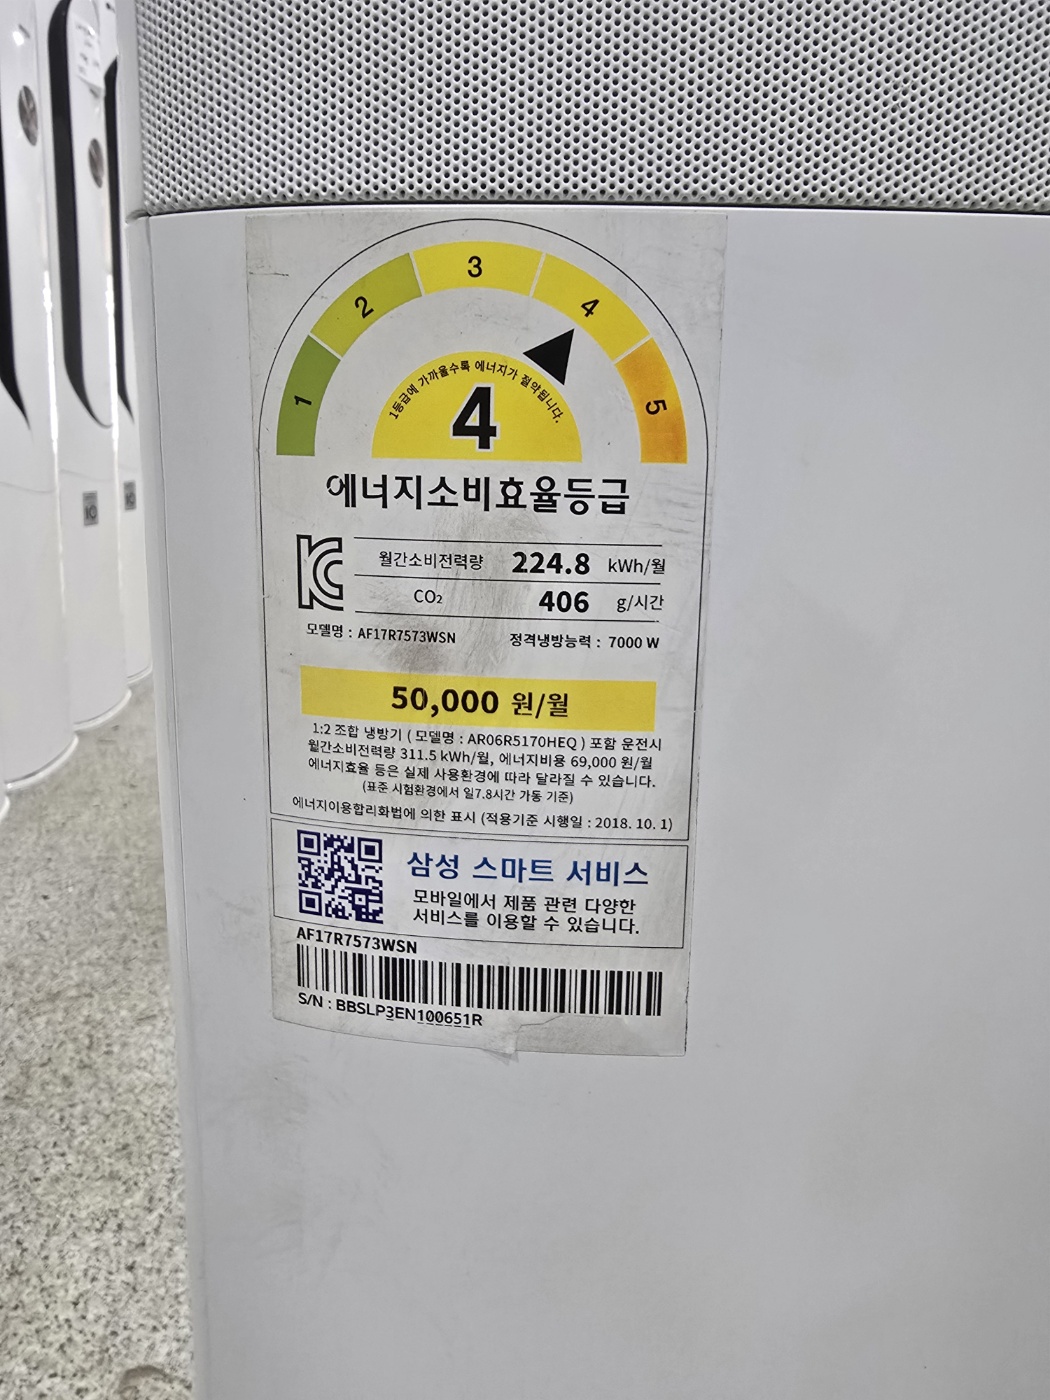 1
2
3
4
5
1등급에 가까울수록 에너지가 절약됩니다.
4
에너지소비효율등급
월간소비전력량 224.8 kWh/월
CO₂ 406 g/시간
모델명 : AF17R7573WSN 정격냉방능력 : 7000 W
50,000 원/월
1:2 조합 냉방기 ( 모델명 : AR06R5170HEQ ) 포함 운전시
월간소비전력량 311.5 kWh/월, 에너지비용 69,000 원/월
에너지효율 등은 실제 사용환경에 따라 달라질 수 있습니다.
(표준 시험환경에서 일7.8시간 가동 기준)
에너지이용합리화법에 의한 표시 (적용기준 시행일 : 2018. 10. 1)
삼성 스마트 서비스
모바일에서 제품 관련 다양한
서비스를 이용할 수 있습니다.
AF17R7573WSN
S/N : BBSLP3EN100651R